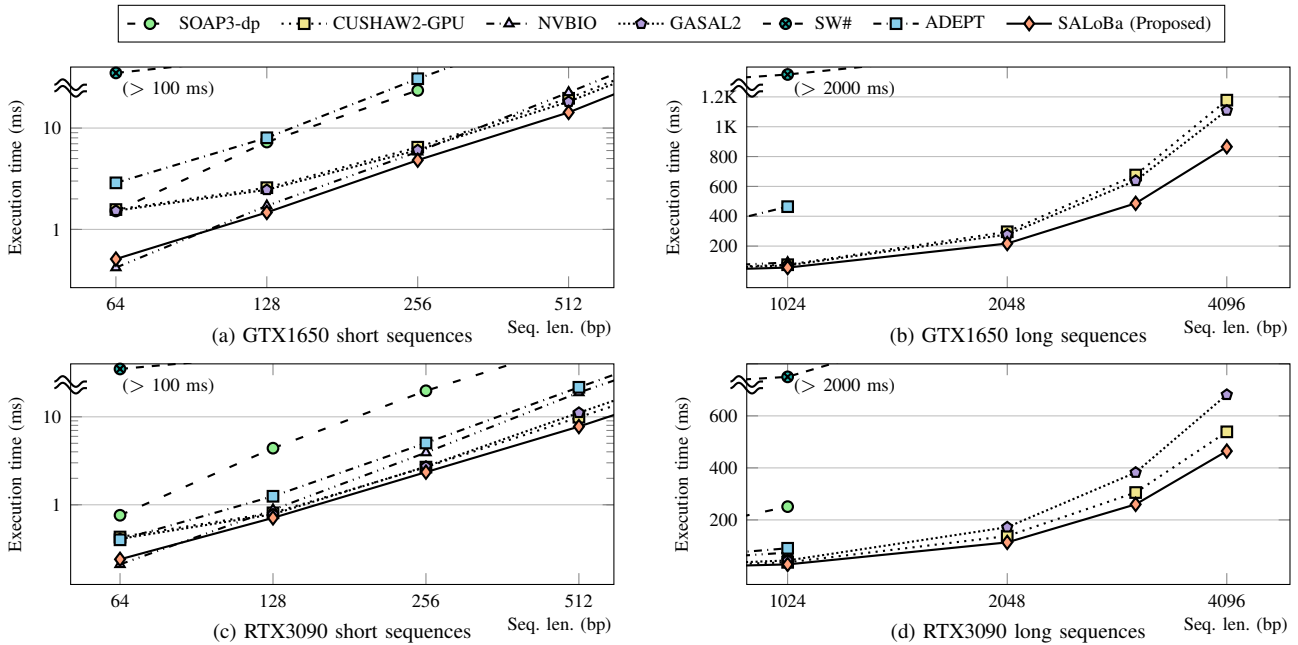 SOAP3-dp CUSHAW2-GPU NVBIO GASAL2 SW# ADEPT SALoBa (Proposed)
(> 100 ms)
10
1
Execution time (ms)
64 128 256 512
Seq. len. (bp)
(a) GTX1650 short sequences
(> 2000 ms)
1.2K
1K
800
600
400
200
Execution time (ms)
1024 2048 4096
Seq. len. (bp)
(b) GTX1650 long sequences
(> 100 ms)
10
1
Execution time (ms)
64 128 256 512
Seq. len. (bp)
(c) RTX3090 short sequences
(> 2000 ms)
600
400
200
Execution time (ms)
1024 2048 4096
Seq. len. (bp)
(d) RTX3090 long sequences